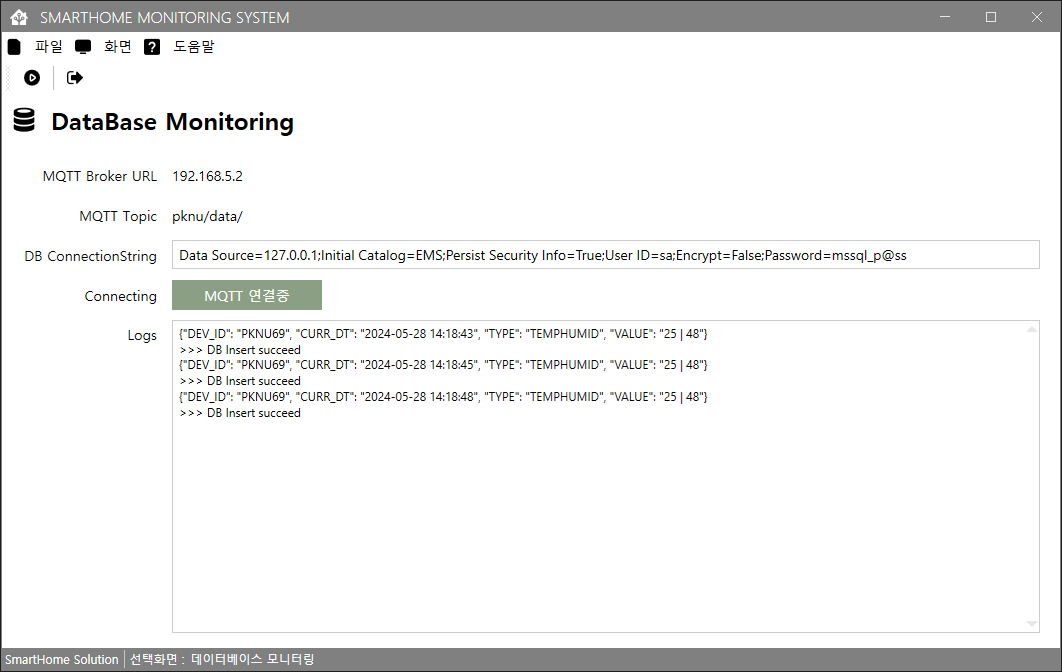 SMARTHOME MONITORING SYSTEM
파일 화면 ? 도움말
DataBase Monitoring
MQTT Broker URL 192.168.5.2
MQTT Topic pknu/data/
DB ConnectionString Data Source=127.0.0.1;Initial Catalog=EMS;Persist Security Info=True;User ID=sa;Encrypt=False;Password=mssql_p@ss
Connecting MQTT 연결중
Logs {"DEV_ID": "PKNU69", "CURR_DT": "2024-05-28 14:18:43", "TYPE": "TEMPHUMID", "VALUE": "25 | 48"}
>>> DB Insert succeed
{"DEV_ID": "PKNU69", "CURR_DT": "2024-05-28 14:18:45", "TYPE": "TEMPHUMID", "VALUE": "25 | 48"}
>>> DB Insert succeed
{"DEV_ID": "PKNU69", "CURR_DT": "2024-05-28 14:18:48", "TYPE": "TEMPHUMID", "VALUE": "25 | 48"}
>>> DB Insert succeed
SmartHome Solution 선택화면 : 데이터베이스 모니터링